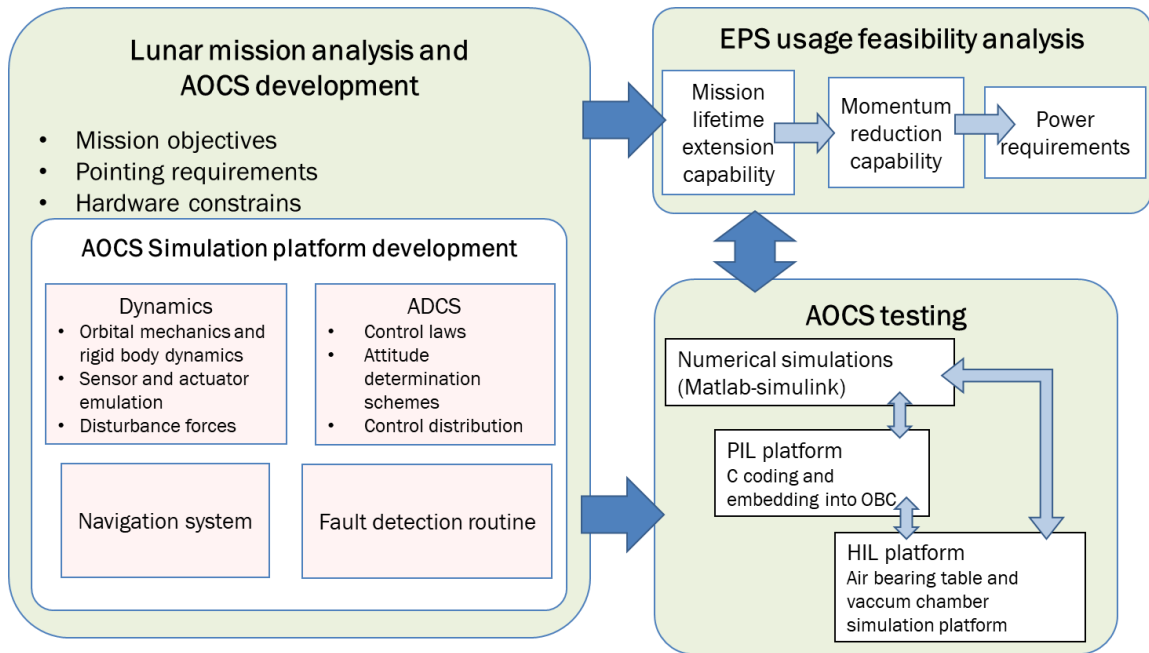 Lunar mission analysis and
AOCS development
• Mission objectives
• Pointing requirements
• Hardware constrains
AOCS Simulation platform development
Dynamics
• Orbital mechanics and
rigid body dynamics
• Sensor and actuator
emulation
• Disturbance forces
ADCS
• Control laws
• Attitude
determination
schemes
• Control distribution
Navigation system
Fault detection routine
EPS usage feasibility analysis
Mission
lifetime
extension
capability
Momentum
reduction
capability
Power
requirements
AOCS testing
Numerical simulations
(Matlab-simulink)
PIL platform
C coding and
embedding into OBC
HIL platform
Air bearing table and
vaccum chamber
simulation platform